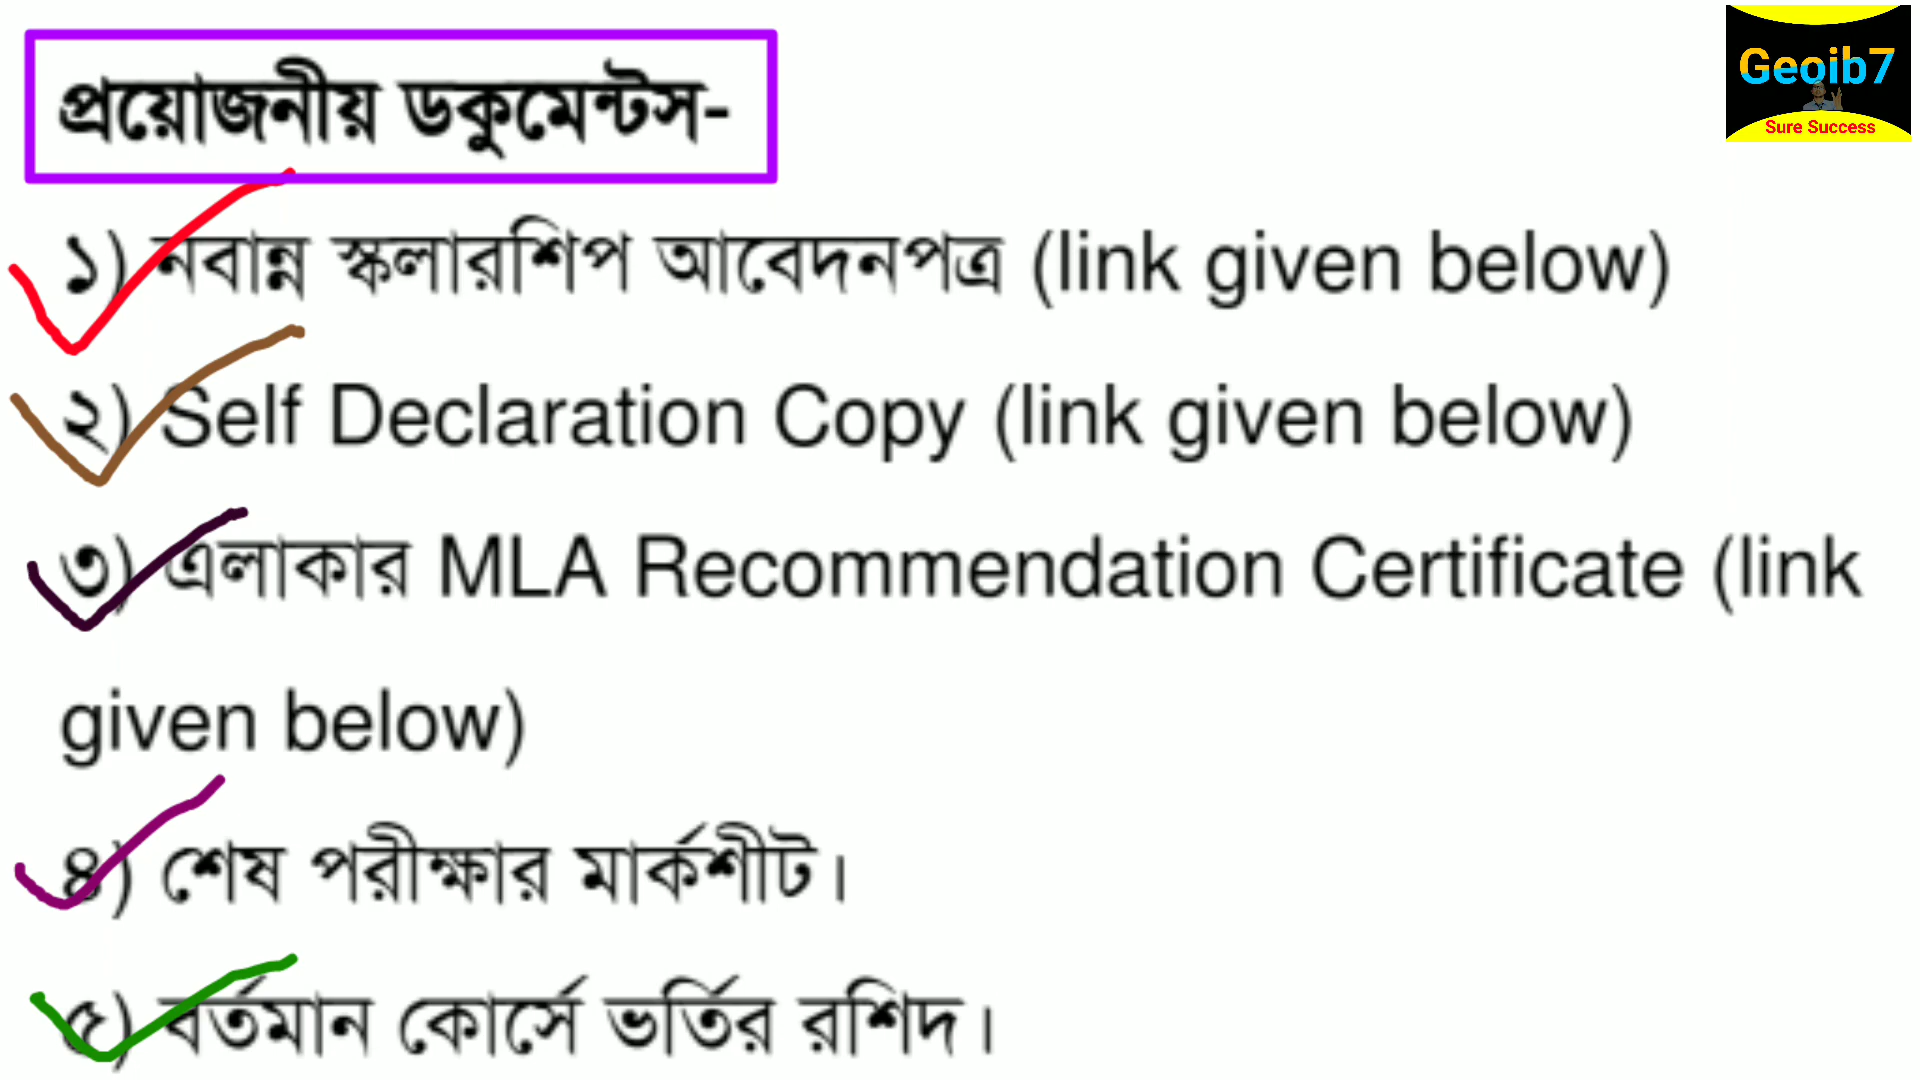 প্রয়োজনীয় ডকুমেন্টস-
Geoib7
Sure Success
১) নবান্ন স্কলারশিপ আবেদনপত্র (link given below)
২) Self Declaration Copy (link given below)
৩) এলাকার MLA Recommendation Certificate (link
given below)
৪) শেষ পরীক্ষার মার্কশীট।
৫) বর্তমান কোর্সে ভর্তির রশিদ।